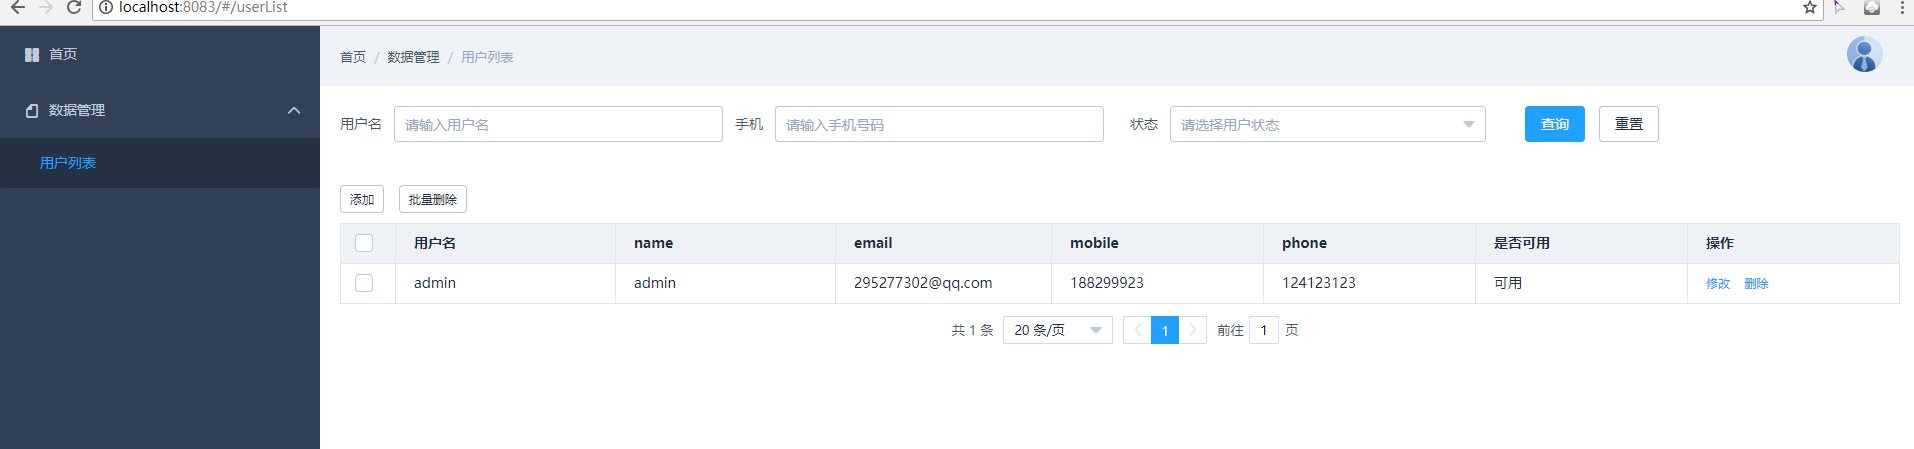 localhost:8083/#/userList
首页
数据管理
用户列表
首页 / 数据管理 / 用户列表
用户名 请输入用户名 手机 请输入手机号码 状态 请选择用户状态 查询 重置
添加 批量删除
用户名 name email mobile phone 是否可用 操作
admin admin 295277302@qq.com 188299923 124123123 可用 修改 删除
共 1 条 20 条/页 1 前往 1 页